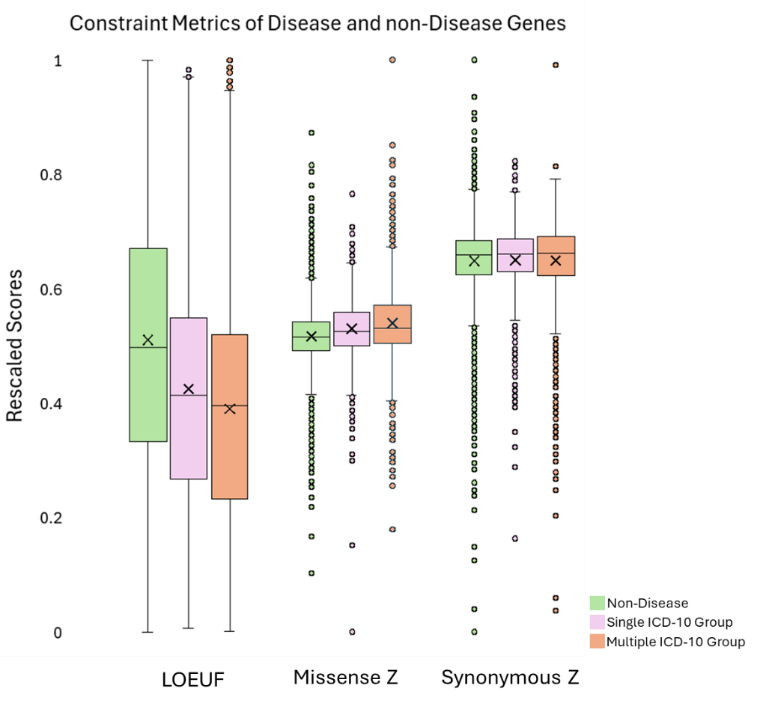 Constraint Metrics of Disease and non-Disease Genes
Rescaled Scores
1
0.8
0.6
0.4
0.2
0
LOEUF
Missense Z
Synonymous Z
Non-Disease
Single ICD-10 Group
Multiple ICD-10 Group